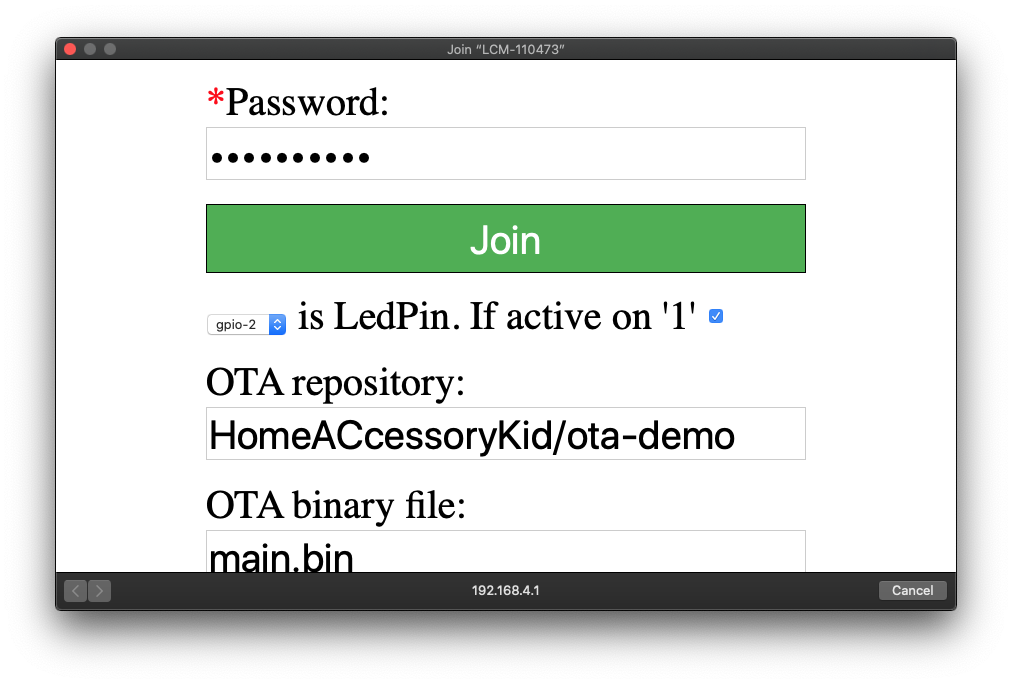 Join “LCM-110473”
*Password:
••••••••••
Join
gpio-2 is LedPin. If active on '1'
OTA repository:
HomeACcessoryKid/ota-demo
OTA binary file:
main.bin
192.168.4.1
Cancel